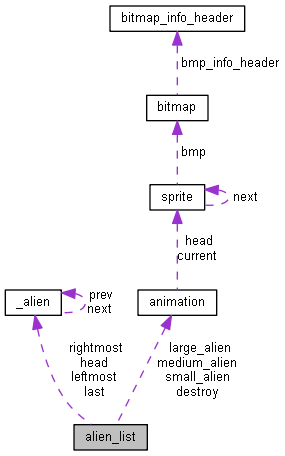 bitmap_info_header
bmp_info_header
bitmap
bmp
sprite
next
head
current
_alien
prev
next
animation
rightmost
head
leftmost
last
large_alien
medium_alien
small_alien
destroy
alien_list